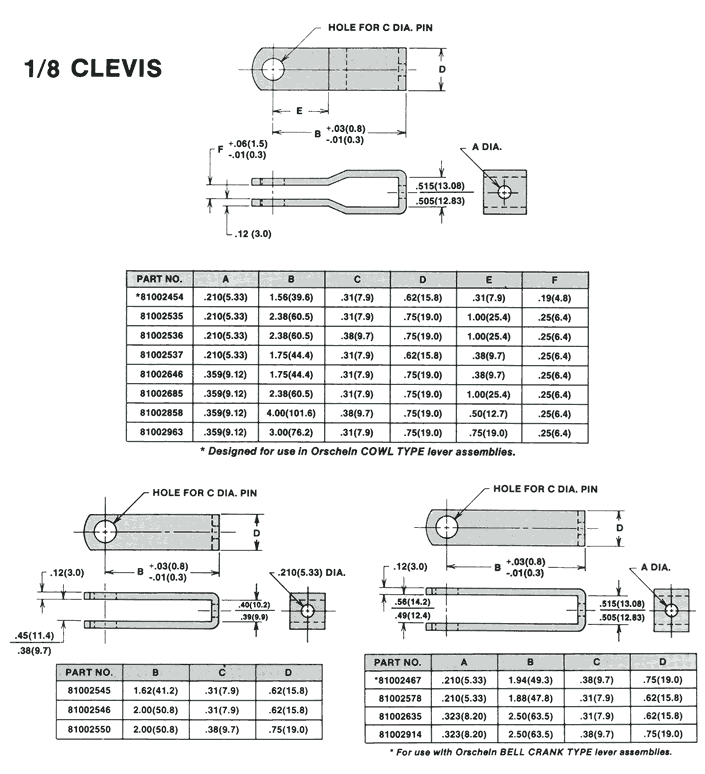 HOLE FOR C DIA. PIN
1/8 CLEVIS
D
E
B +.03(0.8)
-.01(0.3)
F +.06(1.5)
-.01(0.3)
A DIA.
.515(13.08)
.505(12.83)
.12 (3.0)
PART NO. A B C D E F
*81002454 .210(5.33) 1.56(39.6) .31(7.9) .62(15.8) .31(7.9) .19(4.8)
81002535 .210(5.33) 2.38(60.5) .31(7.9) .75(19.0) 1.00(25.4) .25(6.4)
81002536 .210(5.33) 2.38(60.5) .38(9.7) .75(19.0) 1.00(25.4) .25(6.4)
81002537 .210(5.33) 1.75(44.4) .31(7.9) .62(15.8) .38(9.7) .25(6.4)
81002646 .359(9.12) 1.75(44.4) .31(7.9) .75(19.0) .38(9.7) .25(6.4)
81002685 .359(9.12) 2.38(60.5) .31(7.9) .75(19.0) 1.00(25.4) .25(6.4)
81002858 .359(9.12) 4.00(101.6) .38(9.7) .75(19.0) .50(12.7) .25(6.4)
81002963 .359(9.12) 3.00(76.2) .31(7.9) .75(19.0) .75(19.0) .25(6.4)
* Designed for use in Orscheln COWL TYPE lever assemblies.
HOLE FOR C DIA. PIN
D
B +.03(0.8)
-.01(0.3)
.12(3.0)
.210(5.33) DIA.
.40(10.2)
.39(9.9)
.45(11.4)
.38(9.7)
PART NO. B C D
81002545 1.62(41.2) .31(7.9) .62(15.8)
81002546 2.00(50.8) .31(7.9) .62(15.8)
81002550 2.00(50.8) .38(9.7) .75(19.0)
HOLE FOR C DIA. PIN
D
B +.03(0.8)
-.01(0.3)
.12(3.0)
A DIA.
.56(14.2)
.49(12.4)
.515(13.08)
.505(12.83)
PART NO. A B C D
*81002467 .210(5.33) 1.94(49.3) .38(9.7) .75(19.0)
81002578 .210(5.33) 1.88(47.8) .31(7.9) .62(15.8)
81002635 .323(8.20) 2.50(63.5) .31(7.9) .62(15.8)
81002914 .323(8.20) 2.50(63.5) .38(9.7) .75(19.0)
* For use with Orscheln BELL CRANK TYPE lever assemblies.